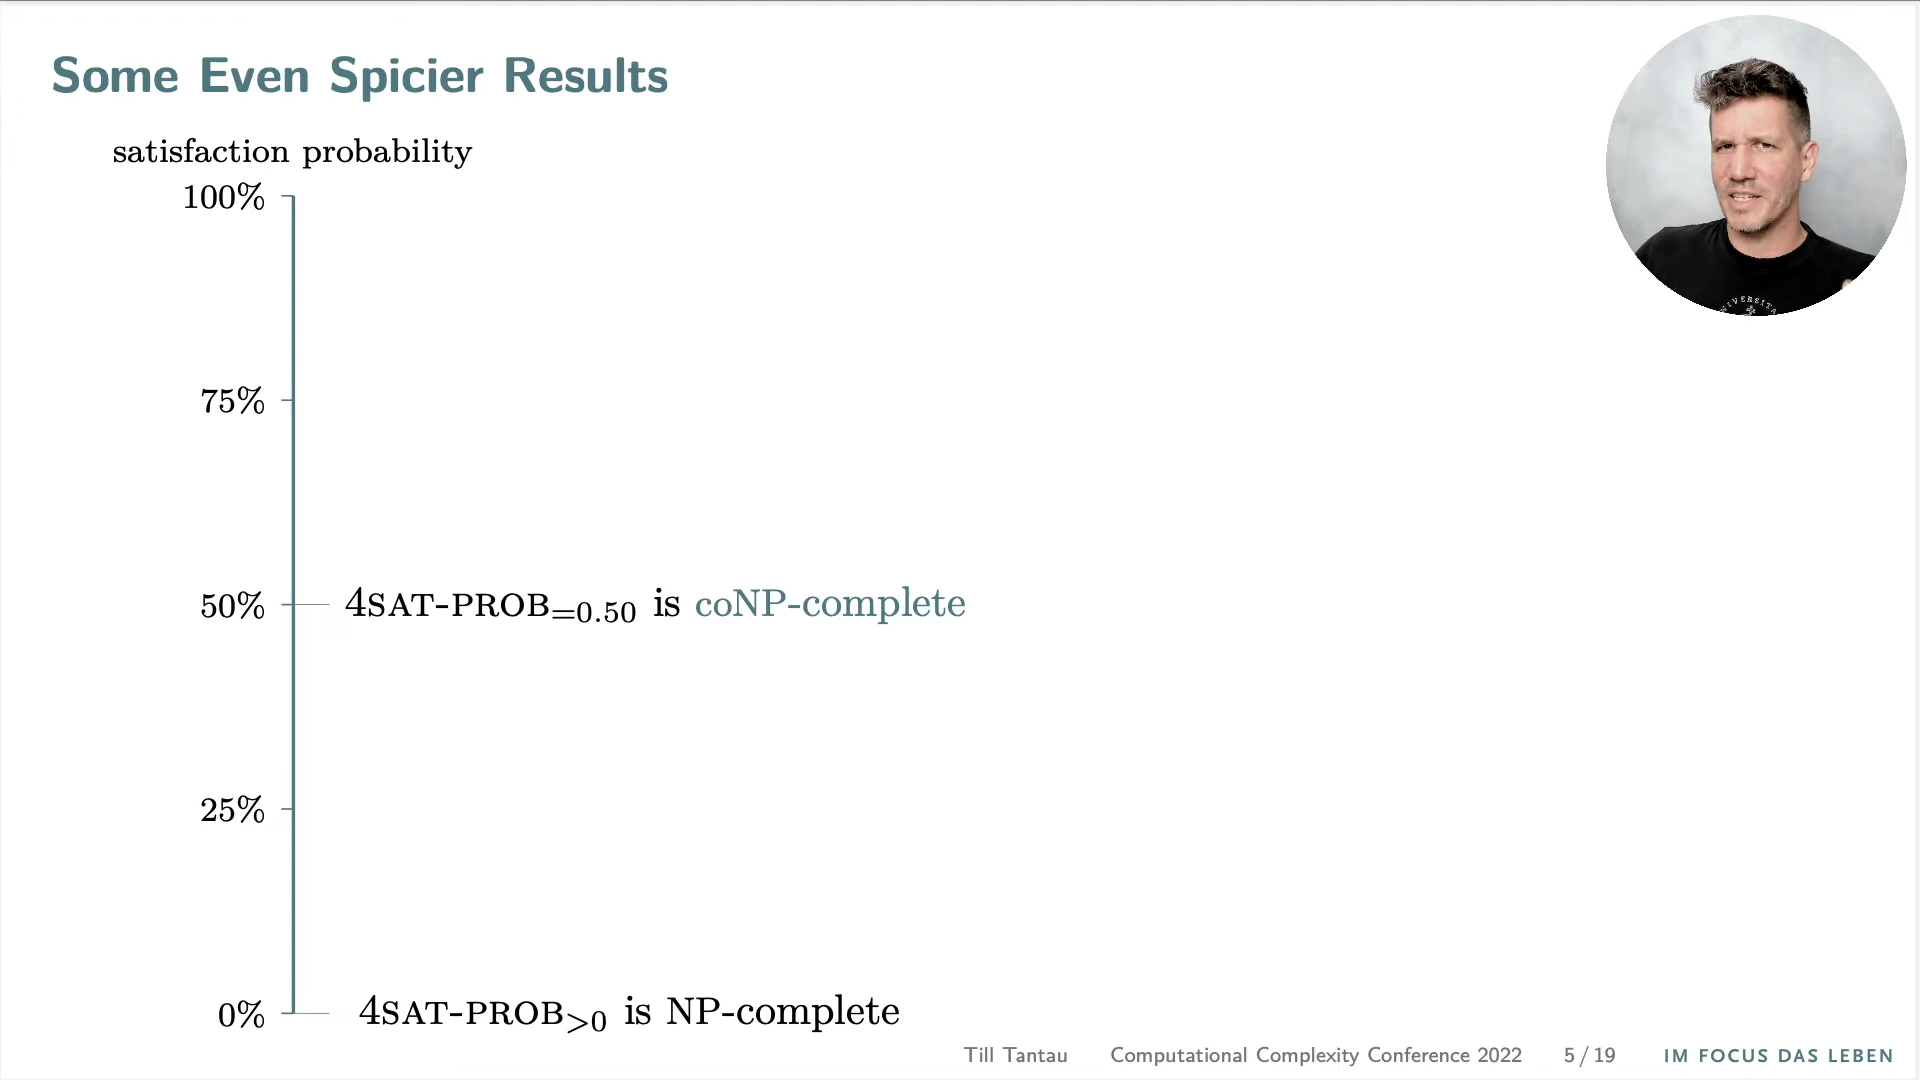 Some Even Spicier Results
satisfaction probability
100%
75%
50% 4SAT-PROB=0.50 is coNP-complete
25%
0% 4SAT-PROB>0 is NP-complete
Till Tantau Computational Complexity Conference 2022 5 / 19 IM FOCUS DAS LEBEN